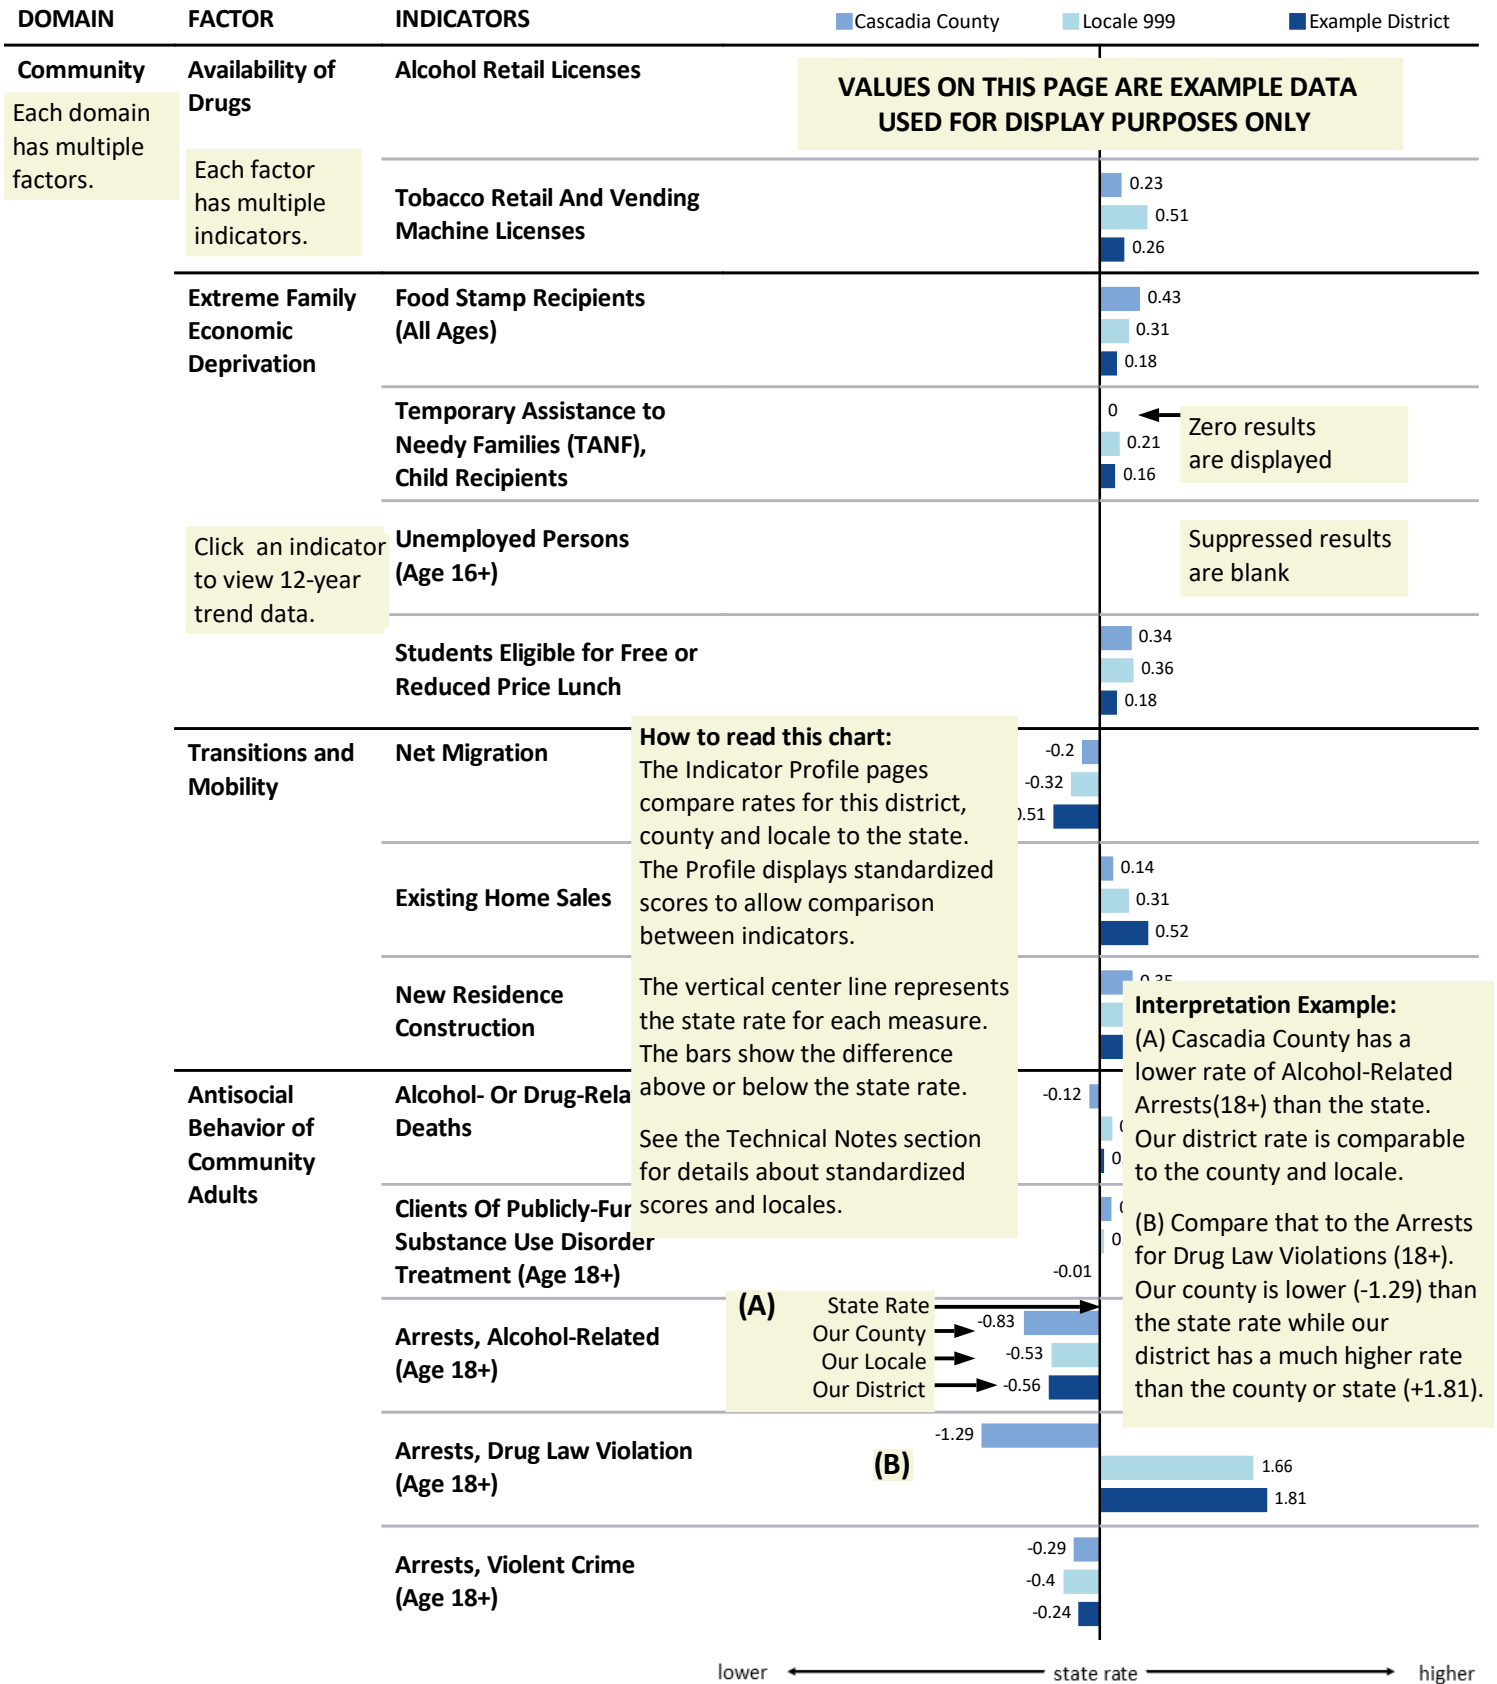 DOMAIN FACTOR INDICATORS Cascadia County Locale 999 Example District
Community
Each domain
has multiple
factors.
Availability of
Drugs
Each factor
has multiple
indicators.
Alcohol Retail Licenses
VALUES ON THIS PAGE ARE EXAMPLE DATA
USED FOR DISPLAY PURPOSES ONLY
Tobacco Retail And Vending
Machine Licenses
0.23
0.51
0.26
Extreme Family
Economic
Deprivation
Food Stamp Recipients
(All Ages)
0.43
0.31
0.18
Temporary Assistance to
Needy Families (TANF),
Child Recipients
0
0.21
0.16
Zero results
are displayed
Click an indicator
to view 12-year
trend data.
Unemployed Persons
(Age 16+)
Suppressed results
are blank
Students Eligible for Free or
Reduced Price Lunch
0.34
0.36
0.18
Transitions and
Mobility
Net Migration
-0.2
-0.32
.51
How to read this chart:
The Indicator Profile pages
compare rates for this district,
county and locale to the state.
The Profile displays standardized
scores to allow comparison
between indicators.
The vertical center line represents
the state rate for each measure.
The bars show the difference
above or below the state rate.
See the Technical Notes section
for details about standardized
scores and locales.
Existing Home Sales
0.14
0.31
0.52
New Residence
Construction
Interpretation Example:
(A) Cascadia County has a
lower rate of Alcohol-Related
Arrests(18+) than the state.
Our district rate is comparable
to the county and locale.
(B) Compare that to the Arrests
for Drug Law Violations (18+).
Our county is lower (-1.29) than
the state rate while our
district has a much higher rate
than the county or state (+1.81).
Antisocial
Behavior of
Community
Adults
Alcohol- Or Drug-Rela
Deaths
-0.12
0.
Clients Of Publicly-Fu
Substance Use Disorder
Treatment (Age 18+)
0.
-0.01
Arrests, Alcohol-Related
(Age 18+)
(A) State Rate
Our County -0.83
Our Locale -0.53
Our District -0.56
Arrests, Drug Law Violation
(Age 18+)
(B)
-1.29
1.66
1.81
Arrests, Violent Crime
(Age 18+)
-0.29
-0.4
-0.24
lower state rate higher